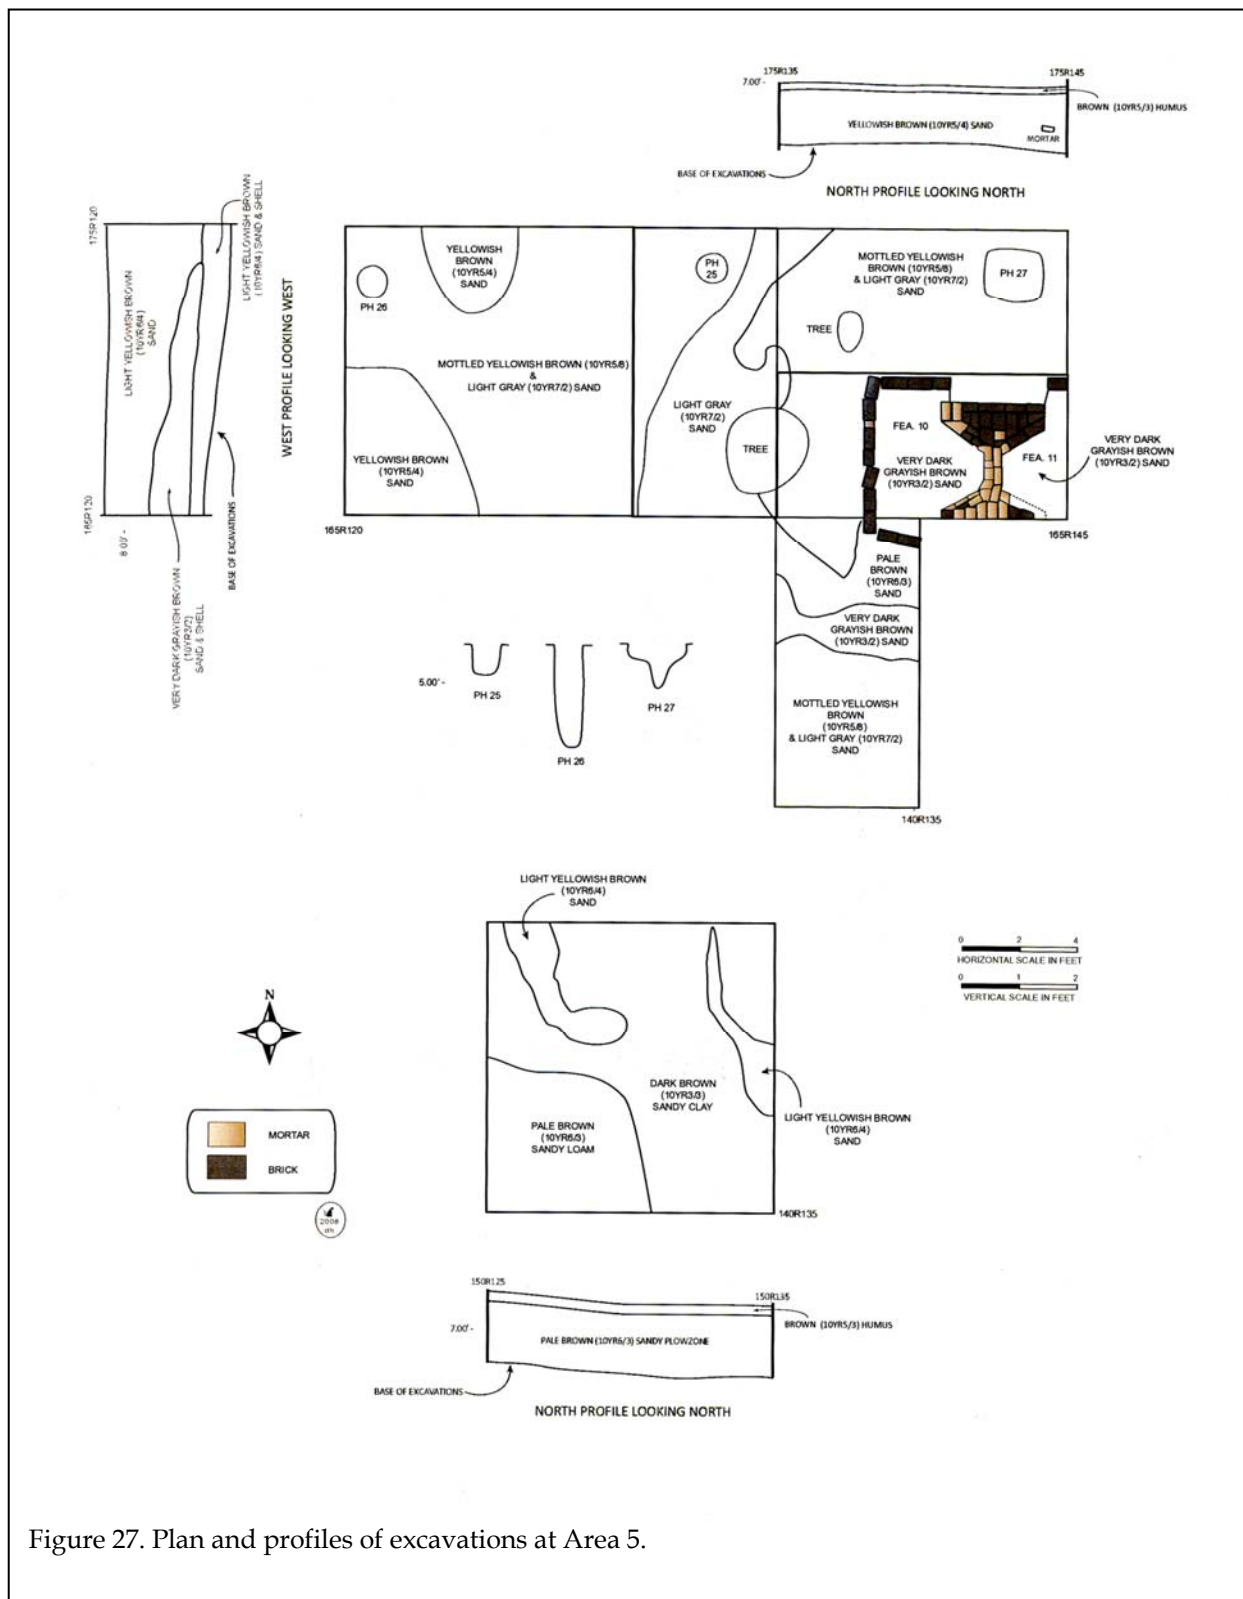 175R135
175R145
7.00' -
BROWN (10YR5/3) HUMUS
YELLOWISH BROWN (10YR5/4) SAND
MORTAR
BASE OF EXCAVATIONS
NORTH PROFILE LOOKING NORTH
175R120
LIGHT YELLOWISH BROWN
(10YR6/4)
SAND
LIGHT YELLOWISH BROWN
(10YR6/4) SAND & SHELL
WEST PROFILE LOOKING WEST
165R120
8.00' -
BASE OF EXCAVATIONS
VERY DARK GRAYISH BROWN
(10YR3/2)
SAND & SHELL
PH 26
YELLOWISH
BROWN
(10YR5/4)
SAND
MOTTLED YELLOWISH BROWN (10YR5/8)
&
LIGHT GRAY (10YR7/2) SAND
YELLOWISH BROWN
(10YR5/4)
SAND
165R120
PH
25
LIGHT GRAY
(10YR7/2)
SAND
TREE
MOTTLED YELLOWISH
BROWN (10YR5/8)
& LIGHT GRAY (10YR7/2)
SAND
PH 27
TREE
FEA. 10
VERY DARK
GRAYISH BROWN
(10YR3/2)
SAND
FEA. 11
VERY DARK
GRAYISH BROWN
(10YR3/2) SAND
165R145
PALE
BROWN
(10YR6/3)
SAND
VERY DARK
GRAYISH BROWN
(10YR3/2) SAND
MOTTLED YELLOWISH
BROWN
(10YR5/8)
& LIGHT GRAY (10YR7/2)
SAND
140R135
5.00' -
PH 25
PH 26
PH 27
LIGHT YELLOWISH BROWN
(10YR6/4)
SAND
DARK BROWN
(10YR3/3)
SANDY CLAY
PALE BROWN
(10YR6/3)
SANDY LOAM
LIGHT YELLOWISH BROWN
(10YR6/4)
SAND
140R135
0 2 4
HORIZONTAL SCALE IN FEET
0 1 2
VERTICAL SCALE IN FEET
N
MORTAR
BRICK
2008
dh
150R125
150R135
7.00' -
BROWN (10YR5/3) HUMUS
PALE BROWN (10YR6/3) SANDY PLOWZONE
BASE OF EXCAVATIONS
NORTH PROFILE LOOKING NORTH
Figure 27. Plan and profiles of excavations at Area 5.